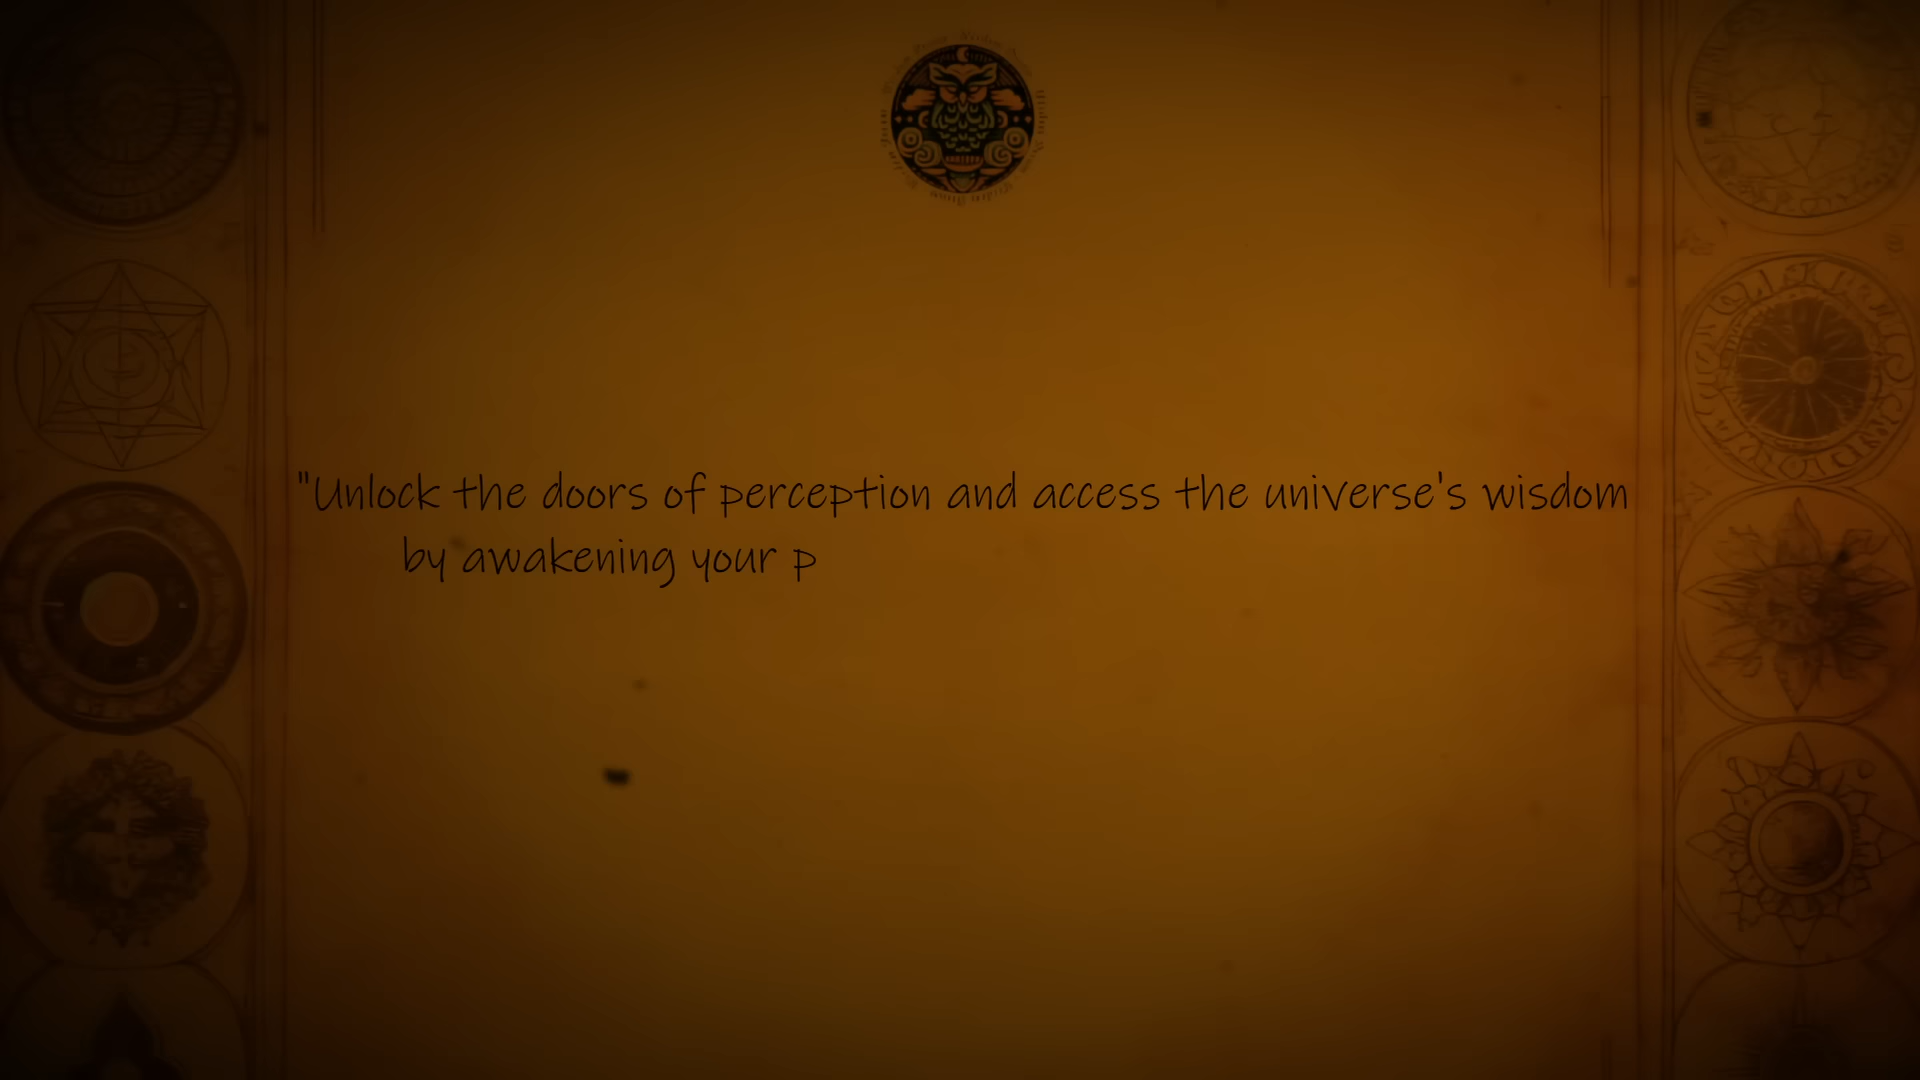 "Unlock the doors of perception and access the universe's wisdom
by awakening your p